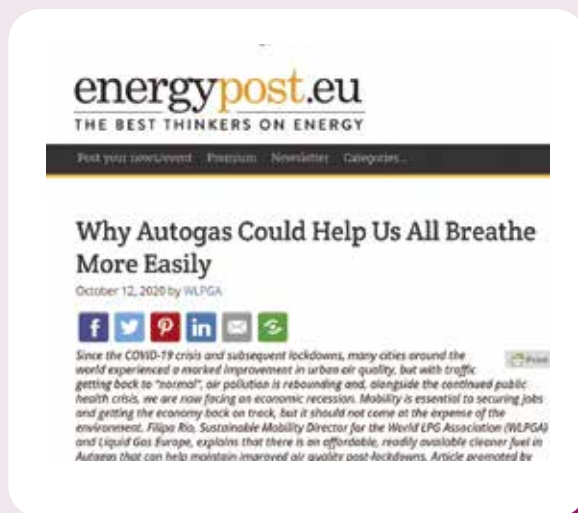 energypost.eu
THE BEST THINKERS ON ENERGY
Post your news/event Premium Newsletter Categories...
Why Autogas Could Help Us All Breathe
More Easily
October 12, 2020 by WLPGA
f in
Print
Since the COVID-19 crisis and subsequent lockdowns, many cities around the
world experienced a marked improvement in urban air quality, but with traffic
getting back to "normal", air pollution is rebounding and, alongside the continued public
health crisis, we are now facing an economic recession. Mobility is essential to securing jobs
and getting the economy back on track, but it should not come at the expense of the
environment. Filipa Rio, Sustainable Mobility Director for the World LPG Association (WLPGA)
and Liquid Gas Europe, explains that there is an affordable, readily available cleaner fuel in
Autogas that can help maintain improved air quality post-lockdowns. Article promoted by